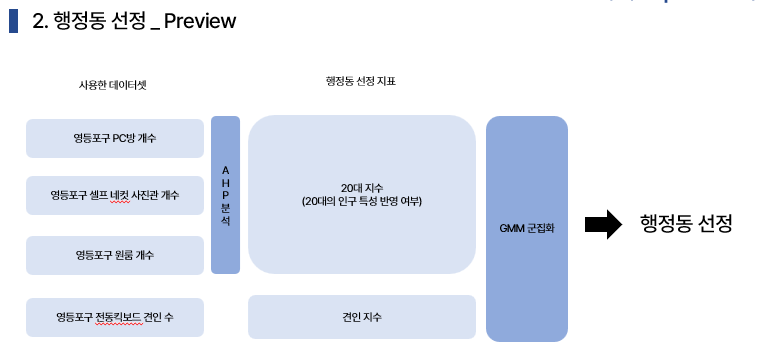 2. 행정동 선정 _ Preview
사용한 데이터셋
행정동 선정 지표
영등포구 PC방 개수
영등포구 셀프 네컷 사진관 개수
영등포구 원룸 개수
영등포구 전동킥보드 견인 수
A
H
P
분
석
20대 지수
(20대의 인구 특성 반영 여부)
견인 지수
GMM 군집화
행정동 선정